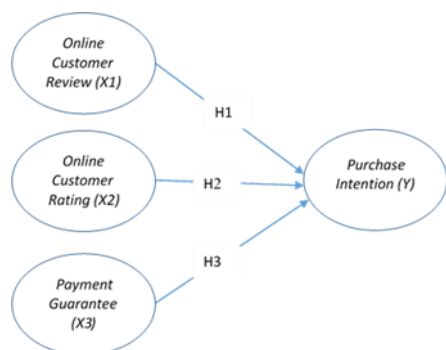 Online
Customer
Review (X1)
H1
Online
Customer
Rating (X2)
H2
Purchase
Intention (Y)
H3
Payment
Guarantee
(X3)